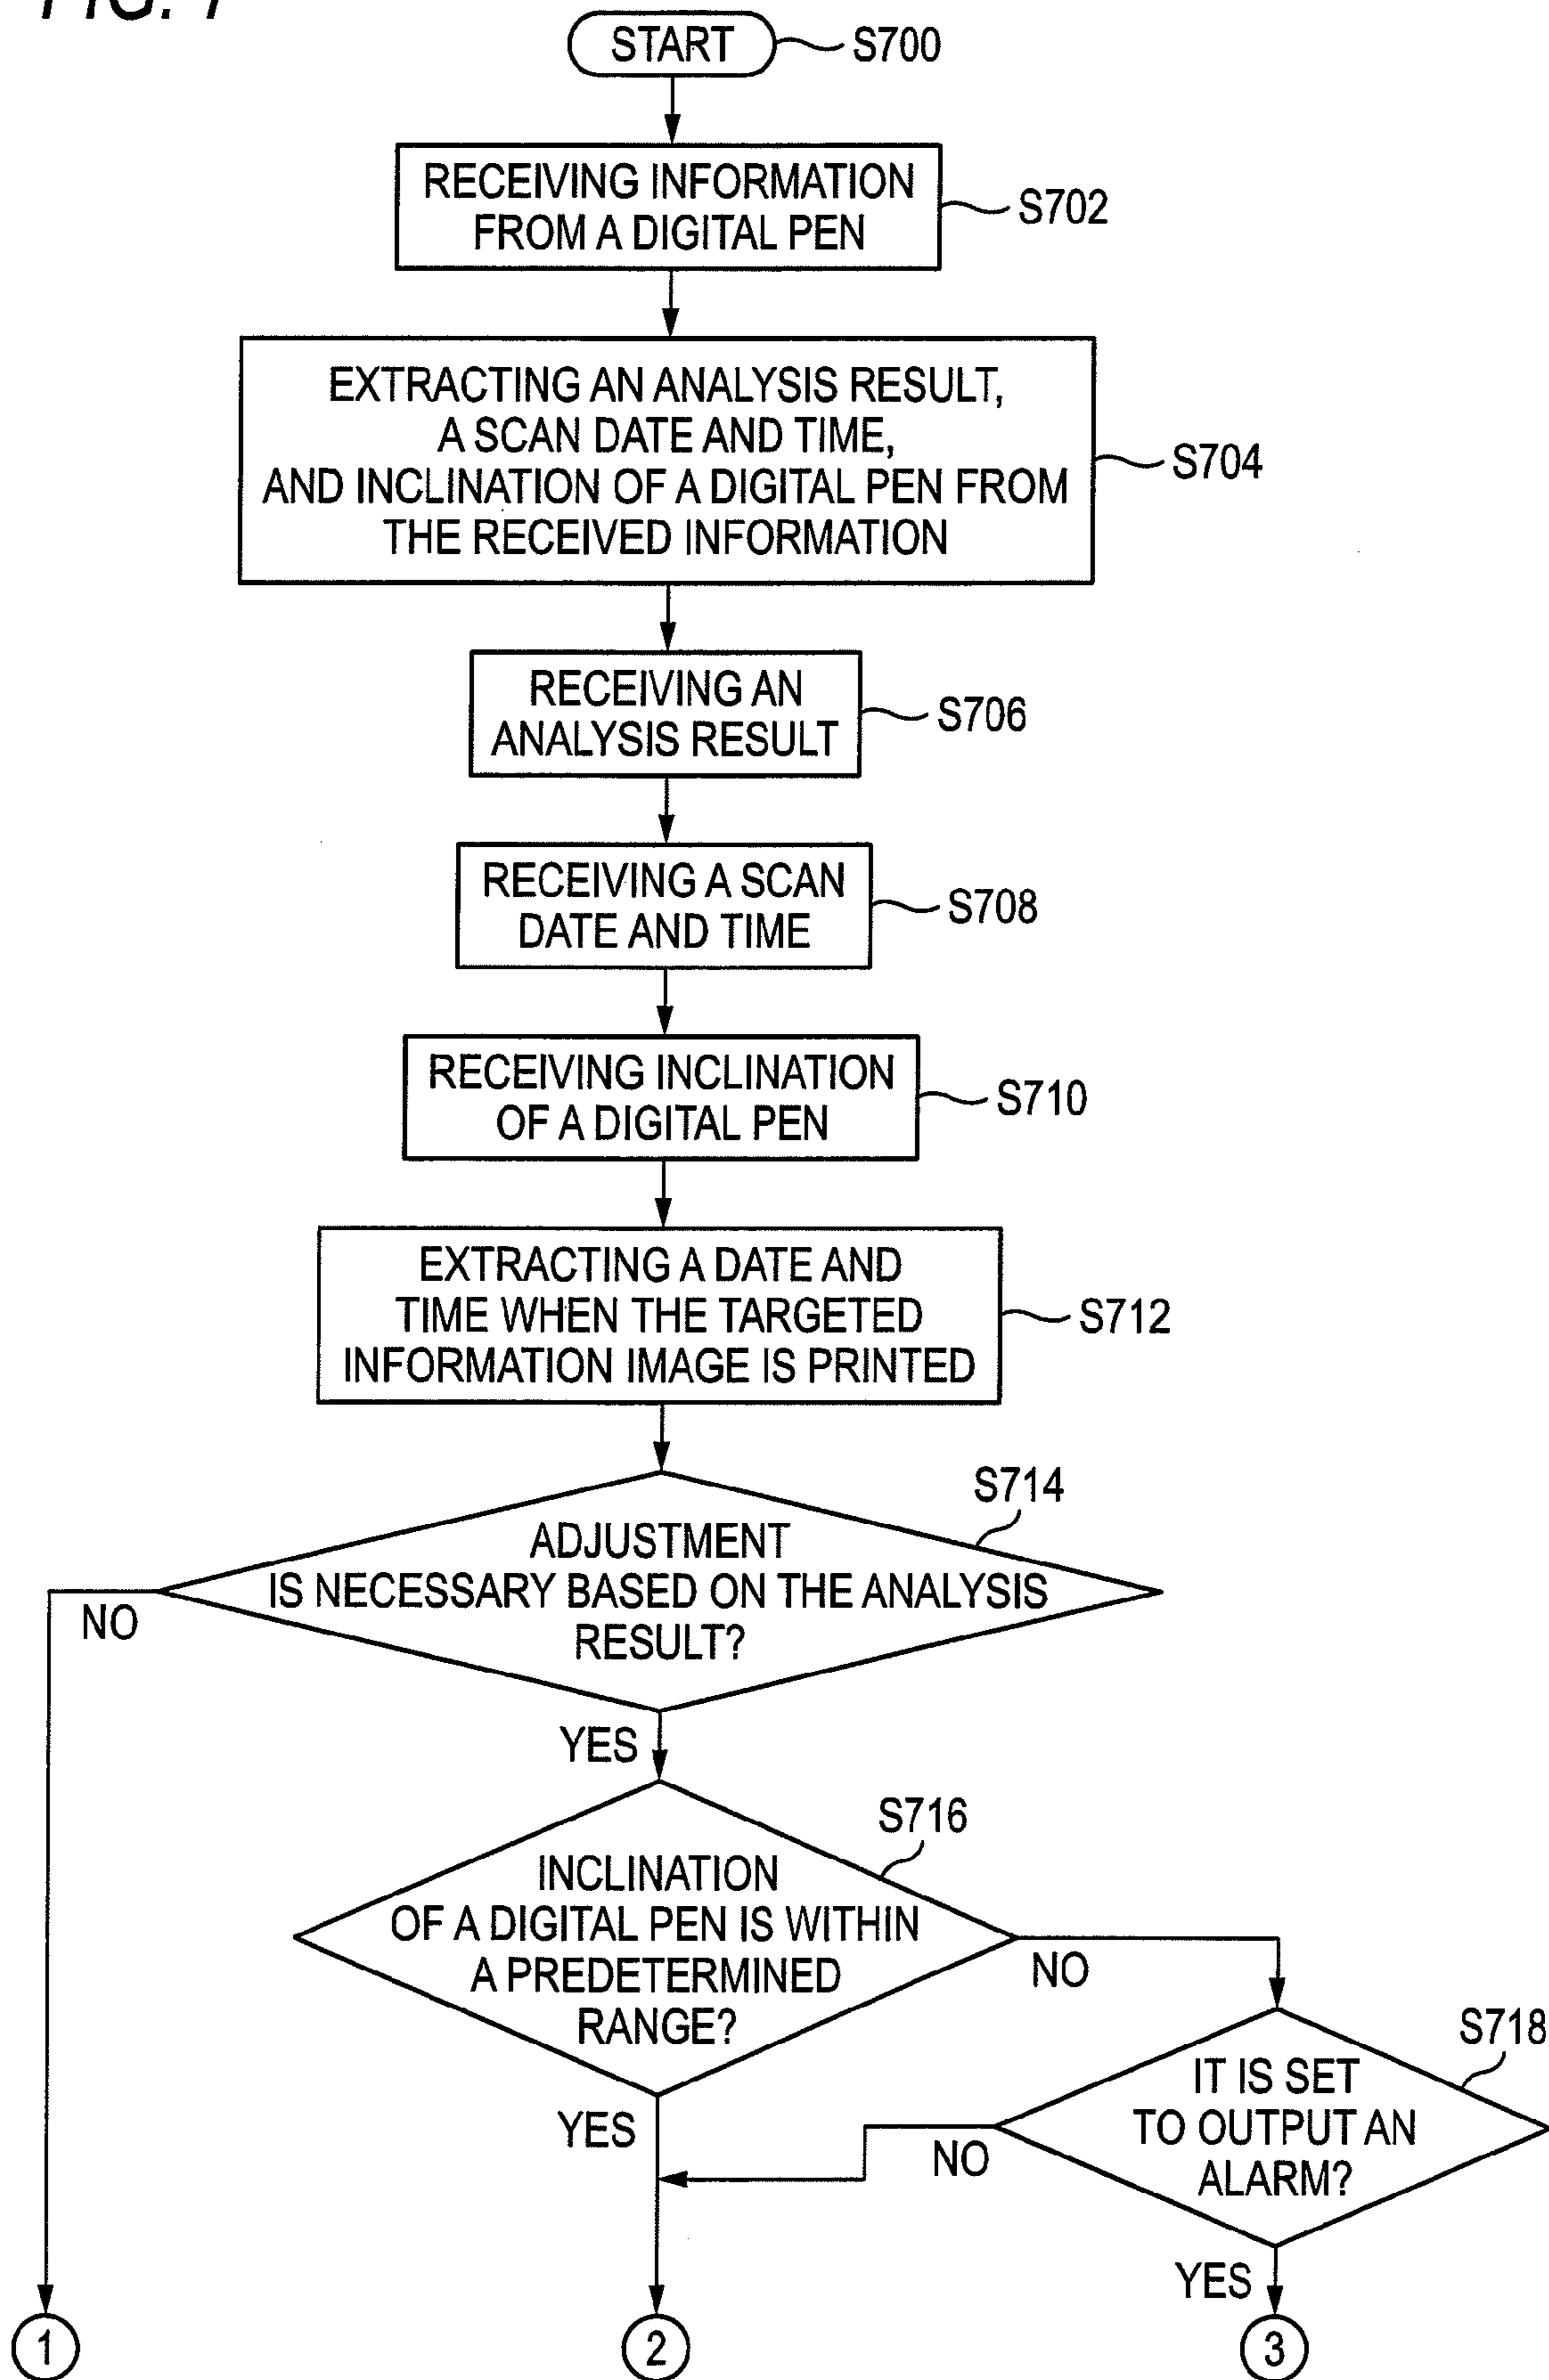 FIG. 7
START
S700
RECEIVING INFORMATION
FROM A DIGITAL PEN
S702
EXTRACTING AN ANALYSIS RESULT,
A SCAN DATE AND TIME,
AND INCLINATION OF A DIGITAL PEN FROM
THE RECEIVED INFORMATION
S704
RECEIVING AN
ANALYSIS RESULT
S706
RECEIVING A SCAN
DATE AND TIME
S708
RECEIVING INCLINATION
OF A DIGITAL PEN
S710
EXTRACTING A DATE AND
TIME WHEN THE TARGETED
INFORMATION IMAGE IS PRINTED
S712
S714
ADJUSTMENT
IS NECESSARY BASED ON THE ANALYSIS
RESULT?
NO
YES
S716
INCLINATION
OF A DIGITAL PEN IS WITHIN
A PREDETERMINED
RANGE?
NO
YES
S718
IT IS SET
TO OUTPUT AN
ALARM?
NO
YES
1
2
3